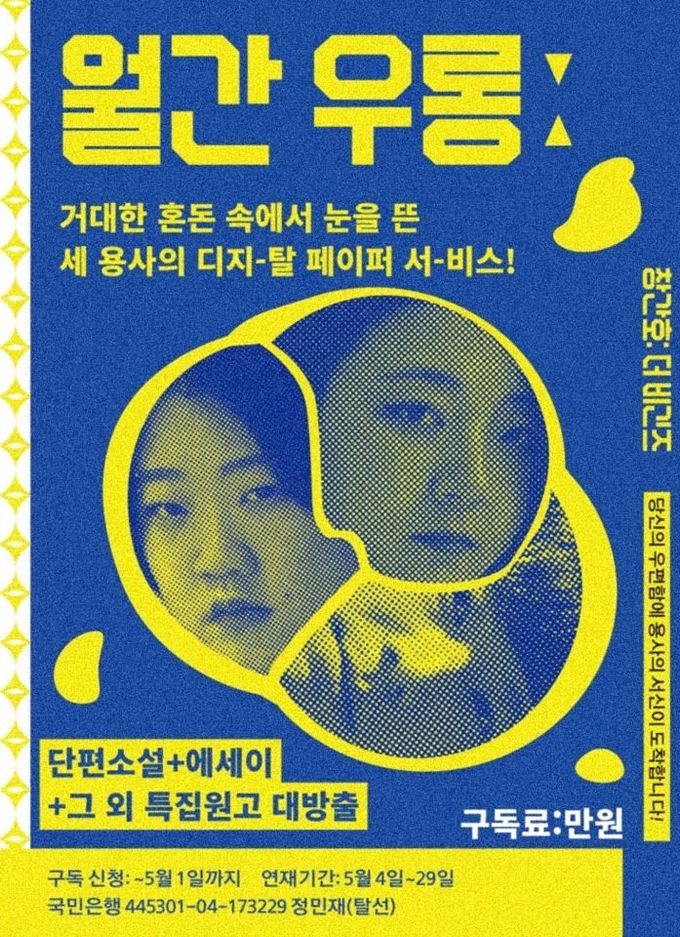 월간 우롱:
거대한 혼돈 속에서 눈을 뜬
세 용사의 디지-탈 페이퍼 서-비스!
창간호: 더 비긴즈
당신의 우편함에 용사의 서신이 도착합니다!
단편소설+에세이
+그 외 특집원고 대방출
구독료:만원
구독 신청: ~5월 1일까지 연재기간: 5월 4일~29일
국민은행 445301-04-173229 정민재(탈선)